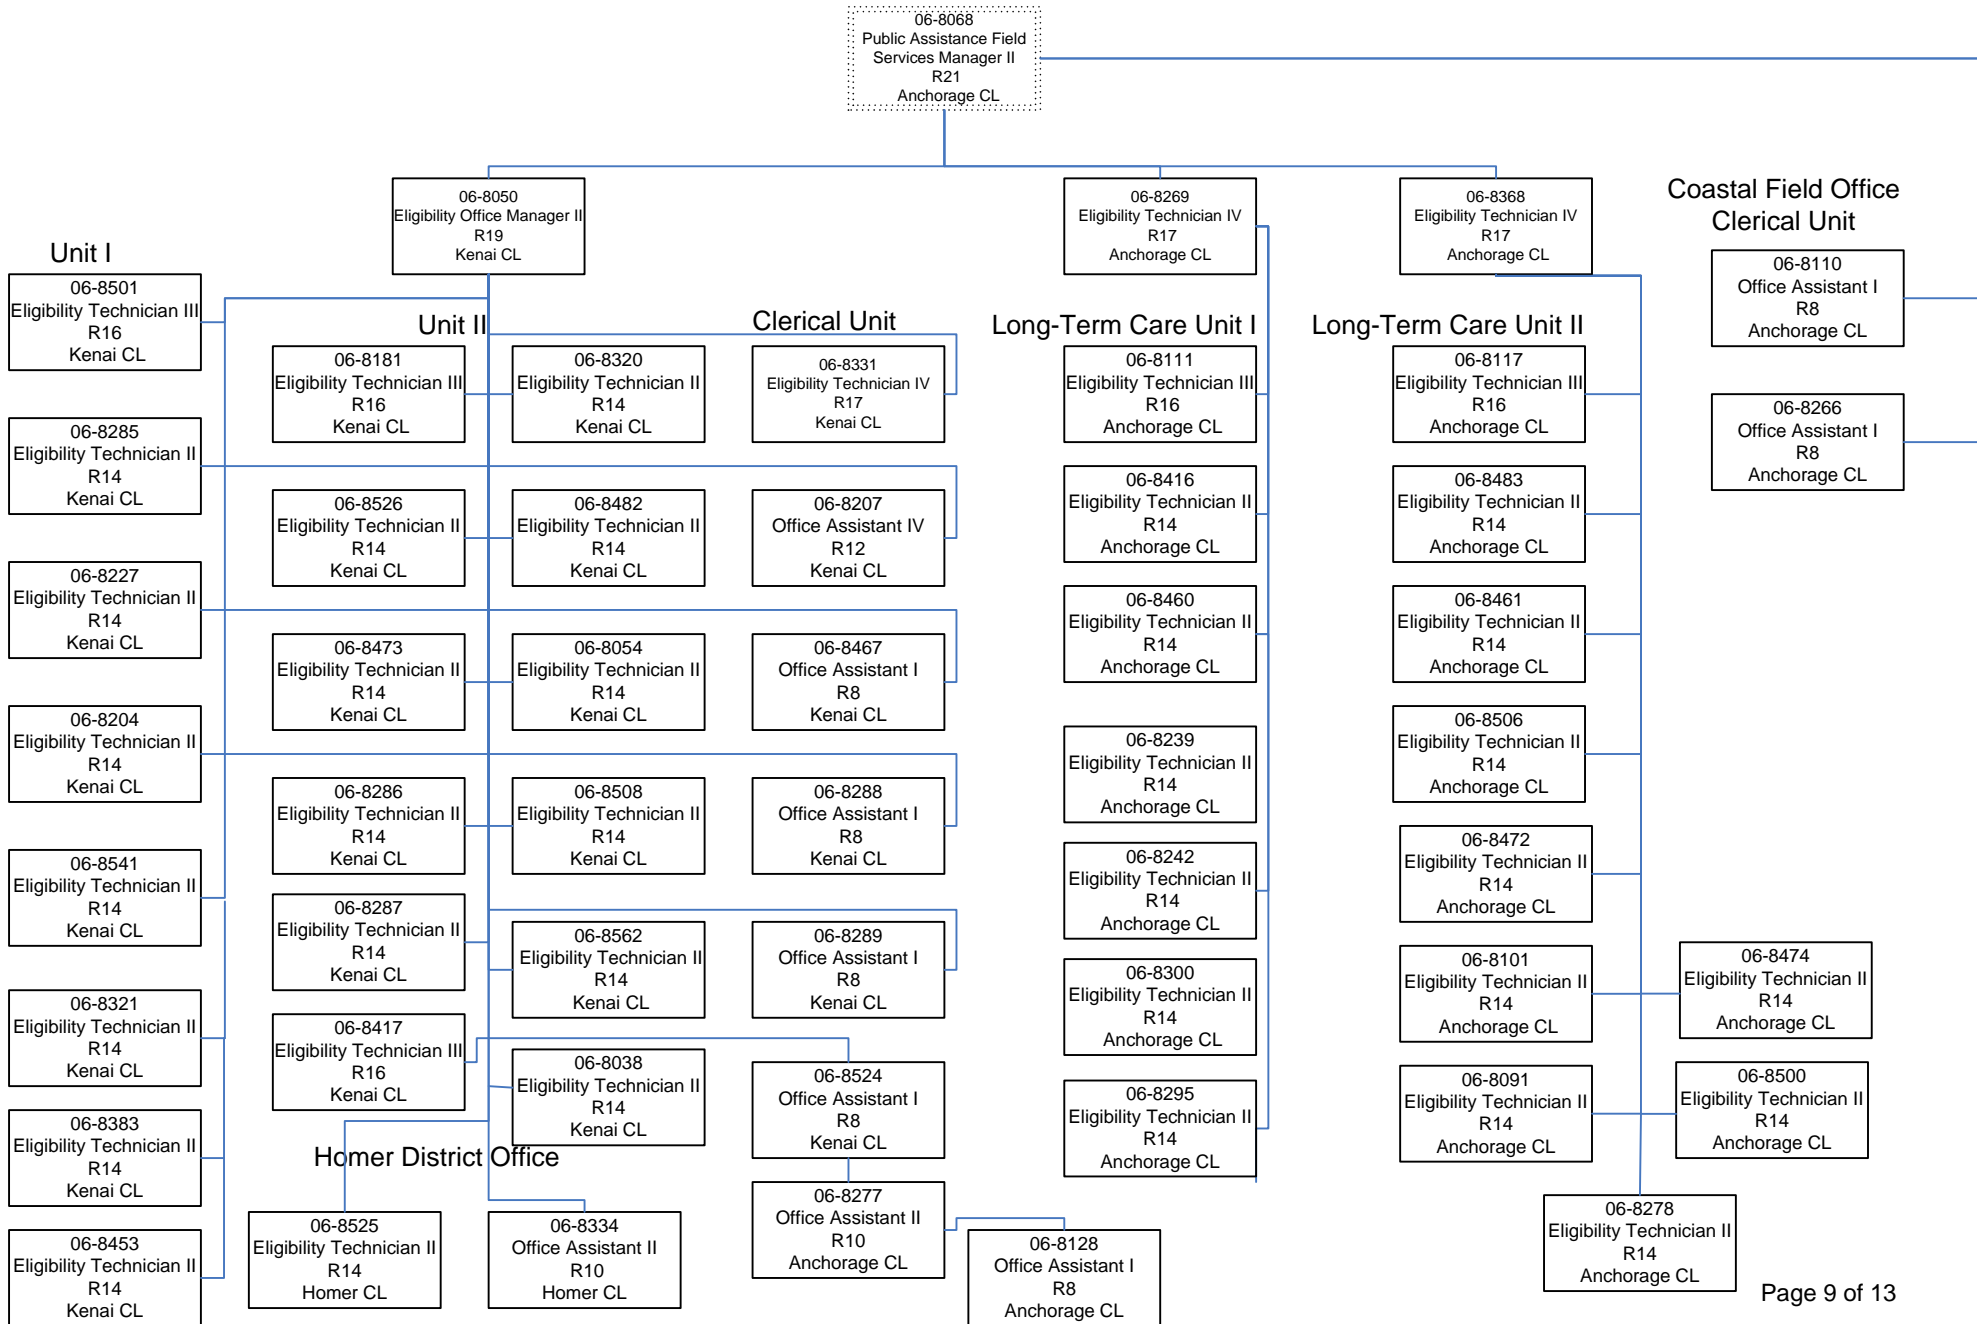 06-8068
Public Assistance Field
Services Manager II
R21
Anchorage CL
06-8050
Eligibility Office Manager II
R19
Kenai CL
06-8269
Eligibility Technician IV
R17
Anchorage CL
06-8368
Eligibility Technician IV
R17
Anchorage CL
Unit I
06-8501
Eligibility Technician III
R16
Kenai CL
06-8285
Eligibility Technician II
R14
Kenai CL
06-8227
Eligibility Technician II
R14
Kenai CL
06-8204
Eligibility Technician II
R14
Kenai CL
06-8541
Eligibility Technician II
R14
Kenai CL
06-8321
Eligibility Technician II
R14
Kenai CL
06-8383
Eligibility Technician II
R14
Kenai CL
06-8453
Eligibility Technician II
R14
Kenai CL
Unit II
06-8181
Eligibility Technician III
R16
Kenai CL
06-8526
Eligibility Technician II
R14
Kenai CL
06-8473
Eligibility Technician II
R14
Kenai CL
06-8286
Eligibility Technician II
R14
Kenai CL
06-8287
Eligibility Technician II
R14
Kenai CL
06-8417
Eligibility Technician III
R16
Kenai CL
06-8320
Eligibility Technician II
R14
Kenai CL
06-8482
Eligibility Technician II
R14
Kenai CL
06-8054
Eligibility Technician II
R14
Kenai CL
06-8508
Eligibility Technician II
R14
Kenai CL
06-8562
Eligibility Technician II
R14
Kenai CL
06-8038
Eligibility Technician II
R14
Kenai CL
Homer District Office
06-8525
Eligibility Technician II
R14
Homer CL
06-8334
Office Assistant II
R10
Homer CL
Clerical Unit
06-8331
Eligibility Technician IV
R17
Kenai CL
06-8207
Office Assistant IV
R12
Kenai CL
06-8467
Office Assistant I
R8
Kenai CL
06-8288
Office Assistant I
R8
Kenai CL
06-8289
Office Assistant I
R8
Kenai CL
06-8524
Office Assistant I
R8
Kenai CL
06-8277
Office Assistant II
R10
Anchorage CL
06-8128
Office Assistant I
R8
Anchorage CL
Long-Term Care Unit I
06-8111
Eligibility Technician III
R16
Anchorage CL
06-8416
Eligibility Technician II
R14
Anchorage CL
06-8460
Eligibility Technician II
R14
Anchorage CL
06-8239
Eligibility Technician II
R14
Anchorage CL
06-8242
Eligibility Technician II
R14
Anchorage CL
06-8300
Eligibility Technician II
R14
Anchorage CL
06-8295
Eligibility Technician II
R14
Anchorage CL
Long-Term Care Unit II
06-8117
Eligibility Technician III
R16
Anchorage CL
06-8483
Eligibility Technician II
R14
Anchorage CL
06-8461
Eligibility Technician II
R14
Anchorage CL
06-8506
Eligibility Technician II
R14
Anchorage CL
06-8472
Eligibility Technician II
R14
Anchorage CL
06-8101
Eligibility Technician II
R14
Anchorage CL
06-8091
Eligibility Technician II
R14
Anchorage CL
06-8474
Eligibility Technician II
R14
Anchorage CL
06-8500
Eligibility Technician II
R14
Anchorage CL
06-8278
Eligibility Technician II
R14
Anchorage CL
Coastal Field Office
Clerical Unit
06-8110
Office Assistant I
R8
Anchorage CL
06-8266
Office Assistant I
R8
Anchorage CL
Page 9 of 13